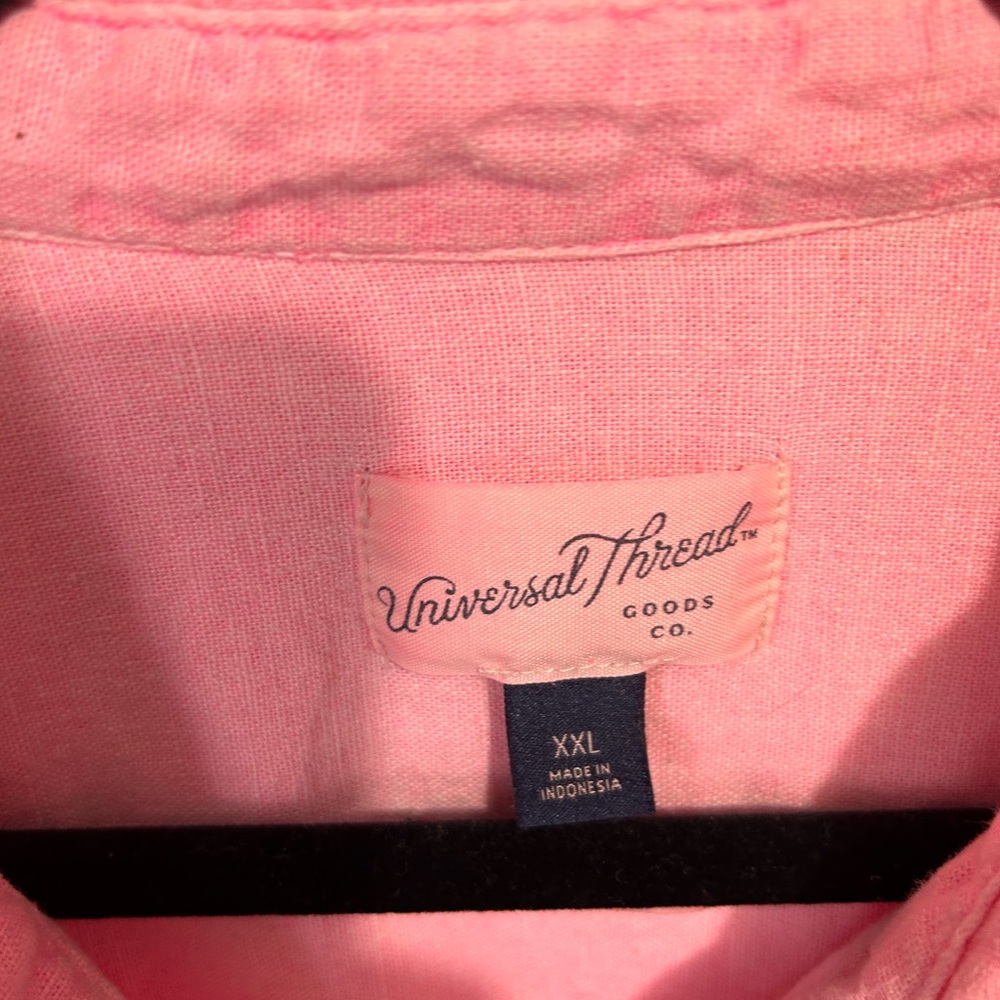 Universal Thread™
GOODS
CO.
XXL
MADE IN
INDONESIA